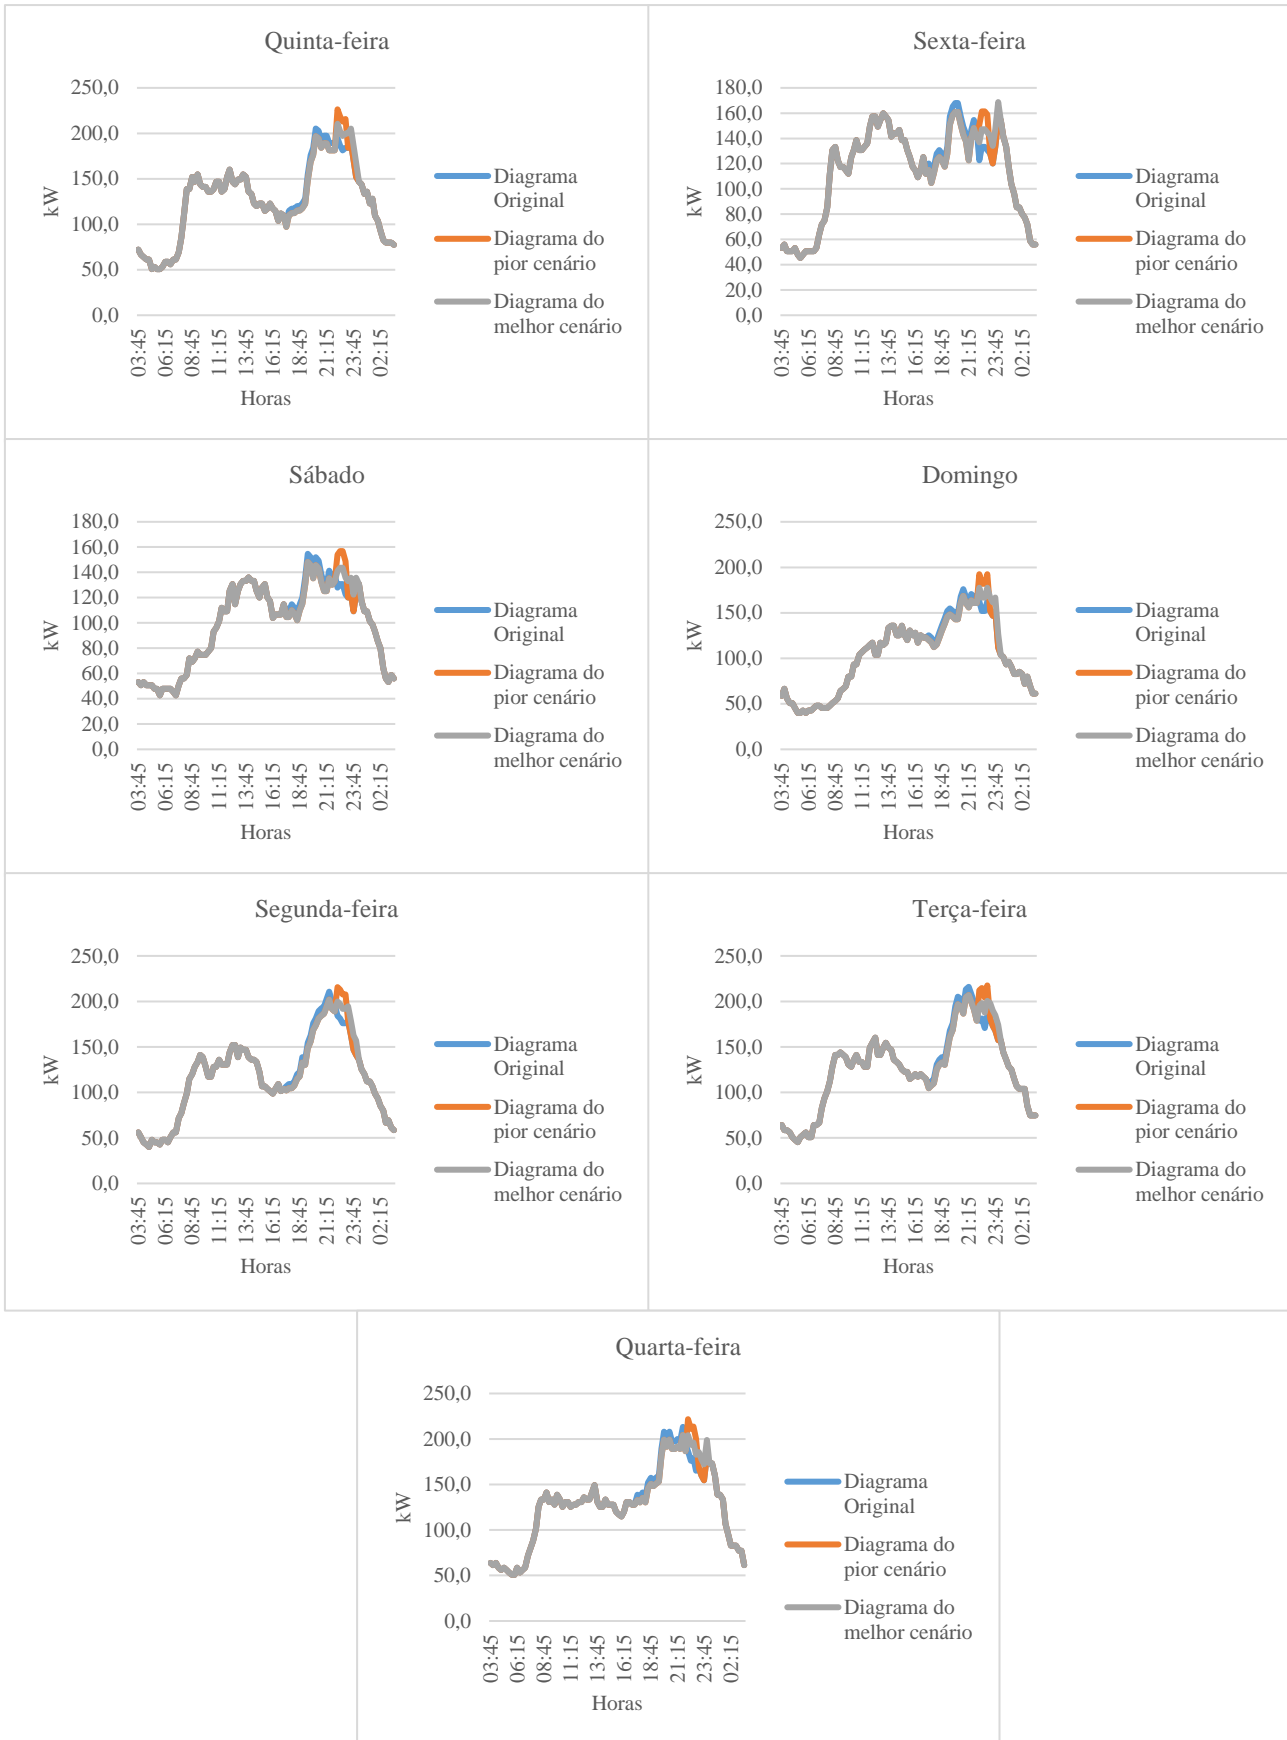 Quinta-feira
250,0
200,0
150,0
100,0
50,0
0,0
kW
03:45
06:15
08:45
11:15
13:45
16:15
18:45
21:15
23:45
02:15
Horas
Diagrama
Original
Diagrama do
pior cenário
Diagrama do
melhor cenário
Sexta-feira
180,0
160,0
140,0
120,0
100,0
80,0
60,0
40,0
20,0
0,0
kW
03:45
06:15
08:45
11:15
13:45
16:15
18:45
21:15
23:45
02:15
Horas
Diagrama
Original
Diagrama do
pior cenário
Diagrama do
melhor cenário
Sábado
180,0
160,0
140,0
120,0
100,0
80,0
60,0
40,0
20,0
0,0
kW
03:45
06:15
08:45
11:15
13:45
16:15
18:45
21:15
23:45
02:15
Horas
Diagrama
Original
Diagrama do
pior cenário
Diagrama do
melhor cenário
Domingo
250,0
200,0
150,0
100,0
50,0
0,0
kW
03:45
06:15
08:45
11:15
13:45
16:15
18:45
21:15
23:45
02:15
Horas
Diagrama
Original
Diagrama do
pior cenário
Diagrama do
melhor cenário
Segunda-feira
250,0
200,0
150,0
100,0
50,0
0,0
kW
03:45
06:15
08:45
11:15
13:45
16:15
18:45
21:15
23:45
02:15
Horas
Diagrama
Original
Diagrama do
pior cenário
Diagrama do
melhor cenário
Terça-feira
250,0
200,0
150,0
100,0
50,0
0,0
kW
03:45
06:15
08:45
11:15
13:45
16:15
18:45
21:15
23:45
02:15
Horas
Diagrama
Original
Diagrama do
pior cenário
Diagrama do
melhor cenário
Quarta-feira
250,0
200,0
150,0
100,0
50,0
0,0
kW
03:45
06:15
08:45
11:15
13:45
16:15
18:45
21:15
23:45
02:15
Horas
Diagrama
Original
Diagrama do
pior cenário
Diagrama do
melhor cenário